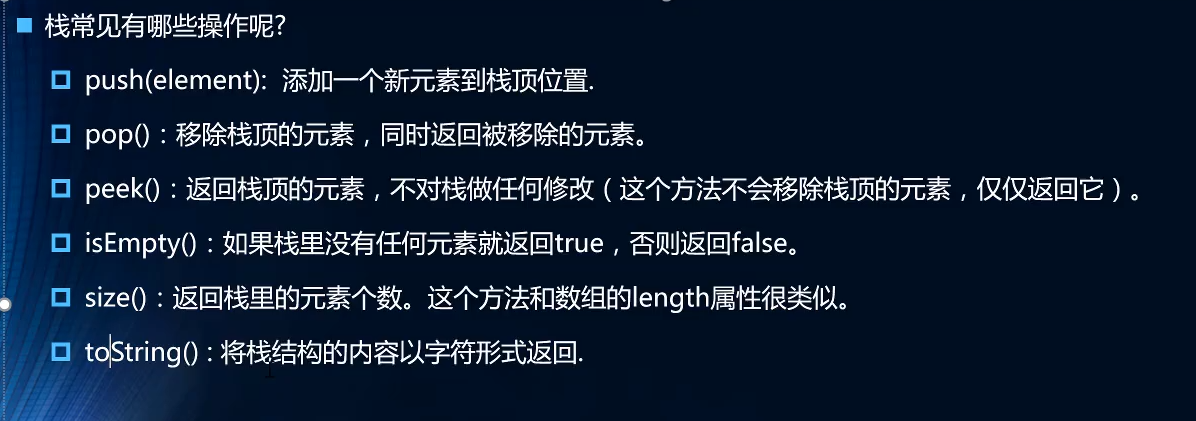 栈常见有哪些操作呢?
push(element): 添加一个新元素到栈顶位置.
pop()：移除栈顶的元素，同时返回被移除的元素。
peek()：返回栈顶的元素，不对栈做任何修改（这个方法不会移除栈顶的元素，仅仅返回它）。
isEmpty()：如果栈里没有任何元素就返回true，否则返回false。
size()：返回栈里的元素个数。这个方法和数组的length属性很类似。
toString()：将栈结构的内容以字符形式返回.